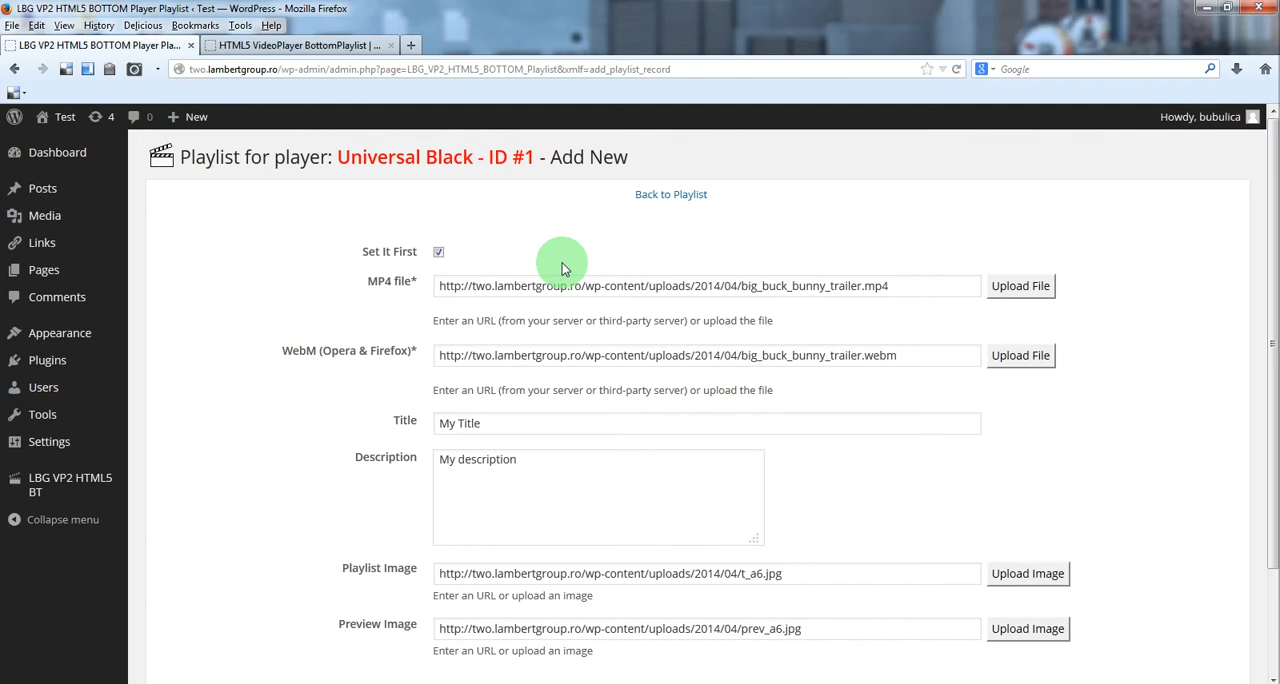 LBG VP2 HTML5 BOTTOM Player Playlist ‹ Test — WordPress - Mozilla Firefox
File Edit View History Delicious Bookmarks Tools Help
LBG VP2 HTML5 BOTTOM Player Pla... × HTML5 VideoPlayer BottomPlaylist | ... × +
two.lambertgroup.ro/wp-admin/admin.php?page=LBG_VP2_HTML5_BOTTOM_Playlist&xmlf=add_playlist_record
Google
Test 4 0 + New
Howdy, bubulica
Dashboard
Posts
Media
Links
Pages
Comments
Appearance
Plugins
Users
Tools
Settings
LBG VP2 HTML5
BT
Collapse menu
Playlist for player: Universal Black - ID #1 - Add New
Back to Playlist
Set It First
MP4 file* http://two.lambertgroup.ro/wp-content/uploads/2014/04/big_buck_bunny_trailer.mp4 Upload File
Enter an URL (from your server or third-party server) or upload the file
WebM (Opera & Firefox)* http://two.lambertgroup.ro/wp-content/uploads/2014/04/big_buck_bunny_trailer.webm Upload File
Enter an URL (from your server or third-party server) or upload the file
Title My Title
Description My description
Playlist Image http://two.lambertgroup.ro/wp-content/uploads/2014/04/t_a6.jpg Upload Image
Enter an URL or upload an image
Preview Image http://two.lambertgroup.ro/wp-content/uploads/2014/04/prev_a6.jpg Upload Image
Enter an URL or upload an image